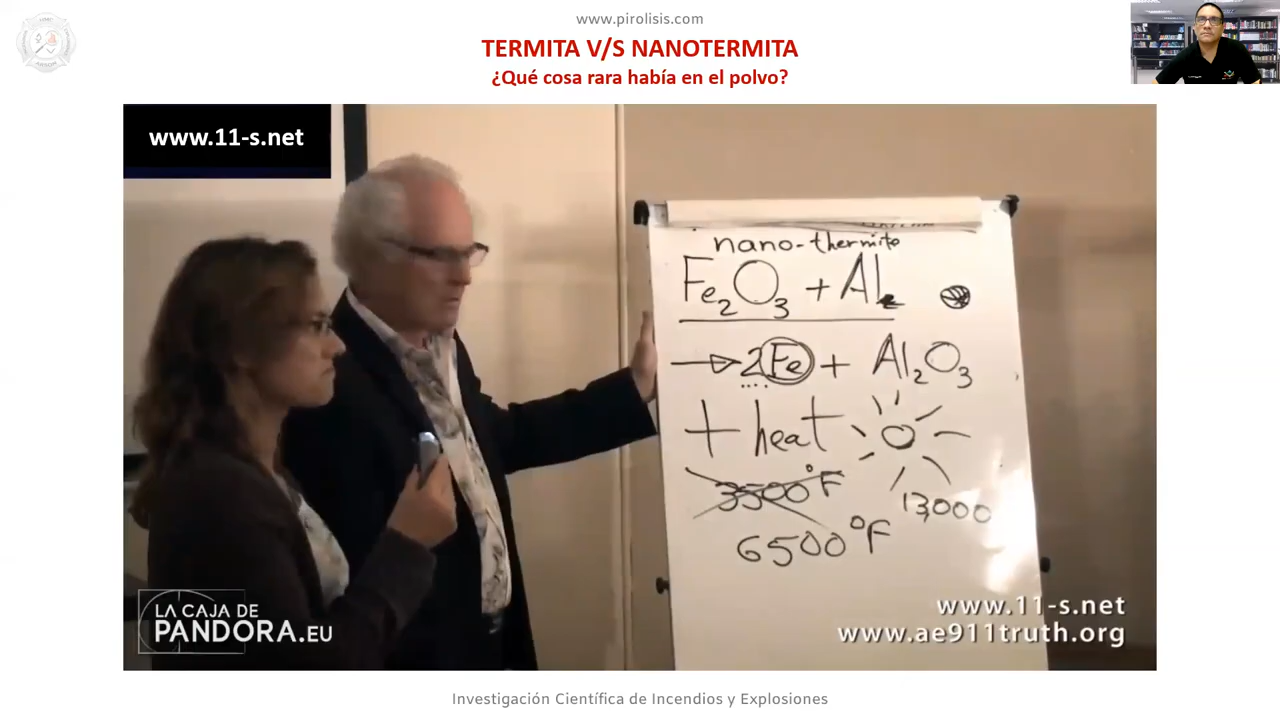 www.pirolisis.com
TERMITA V/S NANOTERMITA
¿Qué cosa rara había en el polvo?
www.11-s.net
nano-thermite
Fe2O3 + Al
→ 2Fe + Al2O3
+ heat
3500°F
13,000
6500°F
LA CAJA DE
PANDORA.EU
www.11-s.net
www.ae911truth.org
Investigación Científica de Incendios y Explosiones